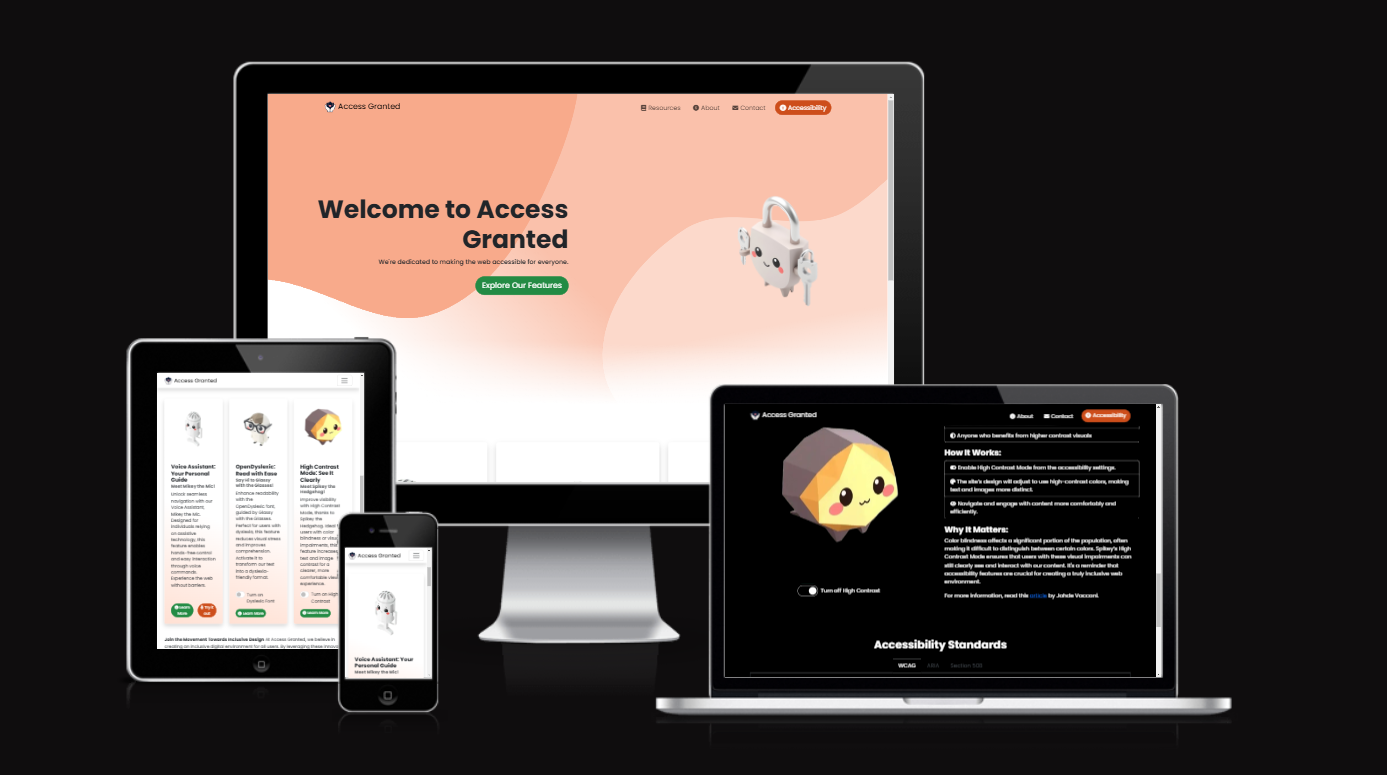 Access Granted
Resources
About
Contact
Accessibility
Welcome to Access
Granted
We're dedicated to making the web accessible for everyone.
Explore Our Features
Access Granted
Voice Assistant:
Your Personal
Guide
Meet Mikey the Mic!
Unlock seamless
navigation with our
Voice Assistant,
Mikey the Mic.
Designed for
individuals relying
on assistive
technology, this
feature enables
hands-free control
and easy interaction
through voice
commands.
Experience the web
without barriers.
Learn
More
Try It
Out!
OpenDyslexic:
Read with Ease
Say Hi to Glassy
with the Glasses!
Enhance readability
with the
OpenDyslexic font,
guided by Glassy
with the Glasses.
Perfect for users with
dyslexia, this feature
reduces visual stress
and improves
comprehension.
Activate it to
transform our text
into a dyslexia-
friendly format.
Turn on
Dyslexic Font
Learn More
High Contrast
Mode: See It
Clearly
Meet Spikey the
Hedgehog!
Improve visibility
with High Contrast
Mode, thanks to
Spikey the
Hedgehog. Ideal
users with color
blindness or visual
impairments, this
feature increases
text and image
contrast for a
clearer, more
comfortable view
experience.
Turn on High
Contrast
Learn More
Join the Movement Towards Inclusive Design At Access Granted, we believe in
creating an inclusive digital environment for all users. By leveraging these innova
Access Granted
Voice Assistant: Your
Personal Guide
Meet Mikey the Mic!
Access Granted
About
Contact
Accessibility
Anyone who benefits from higher contrast visuals
How It Works:
Enable High Contrast Mode from the accessibility settings.
The site's design will adjust to use high-contrast colors, making
text and images more distinct.
Navigate and engage with content more comfortably and
efficiently.
Why It Matters:
Color blindness affects a significant portion of the population, often
making it difficult to distinguish between certain colors. Spikey's High
Contrast Mode ensures that users with these visual impairments can
still clearly see and interact with our content. It's a reminder that
accessibility features are crucial for creating a truly inclusive web
environment.
For more information, read this article by Jahde Vaccani.
Turn off High Contrast
Accessibility Standards
WCAG
ARIA
Section 508